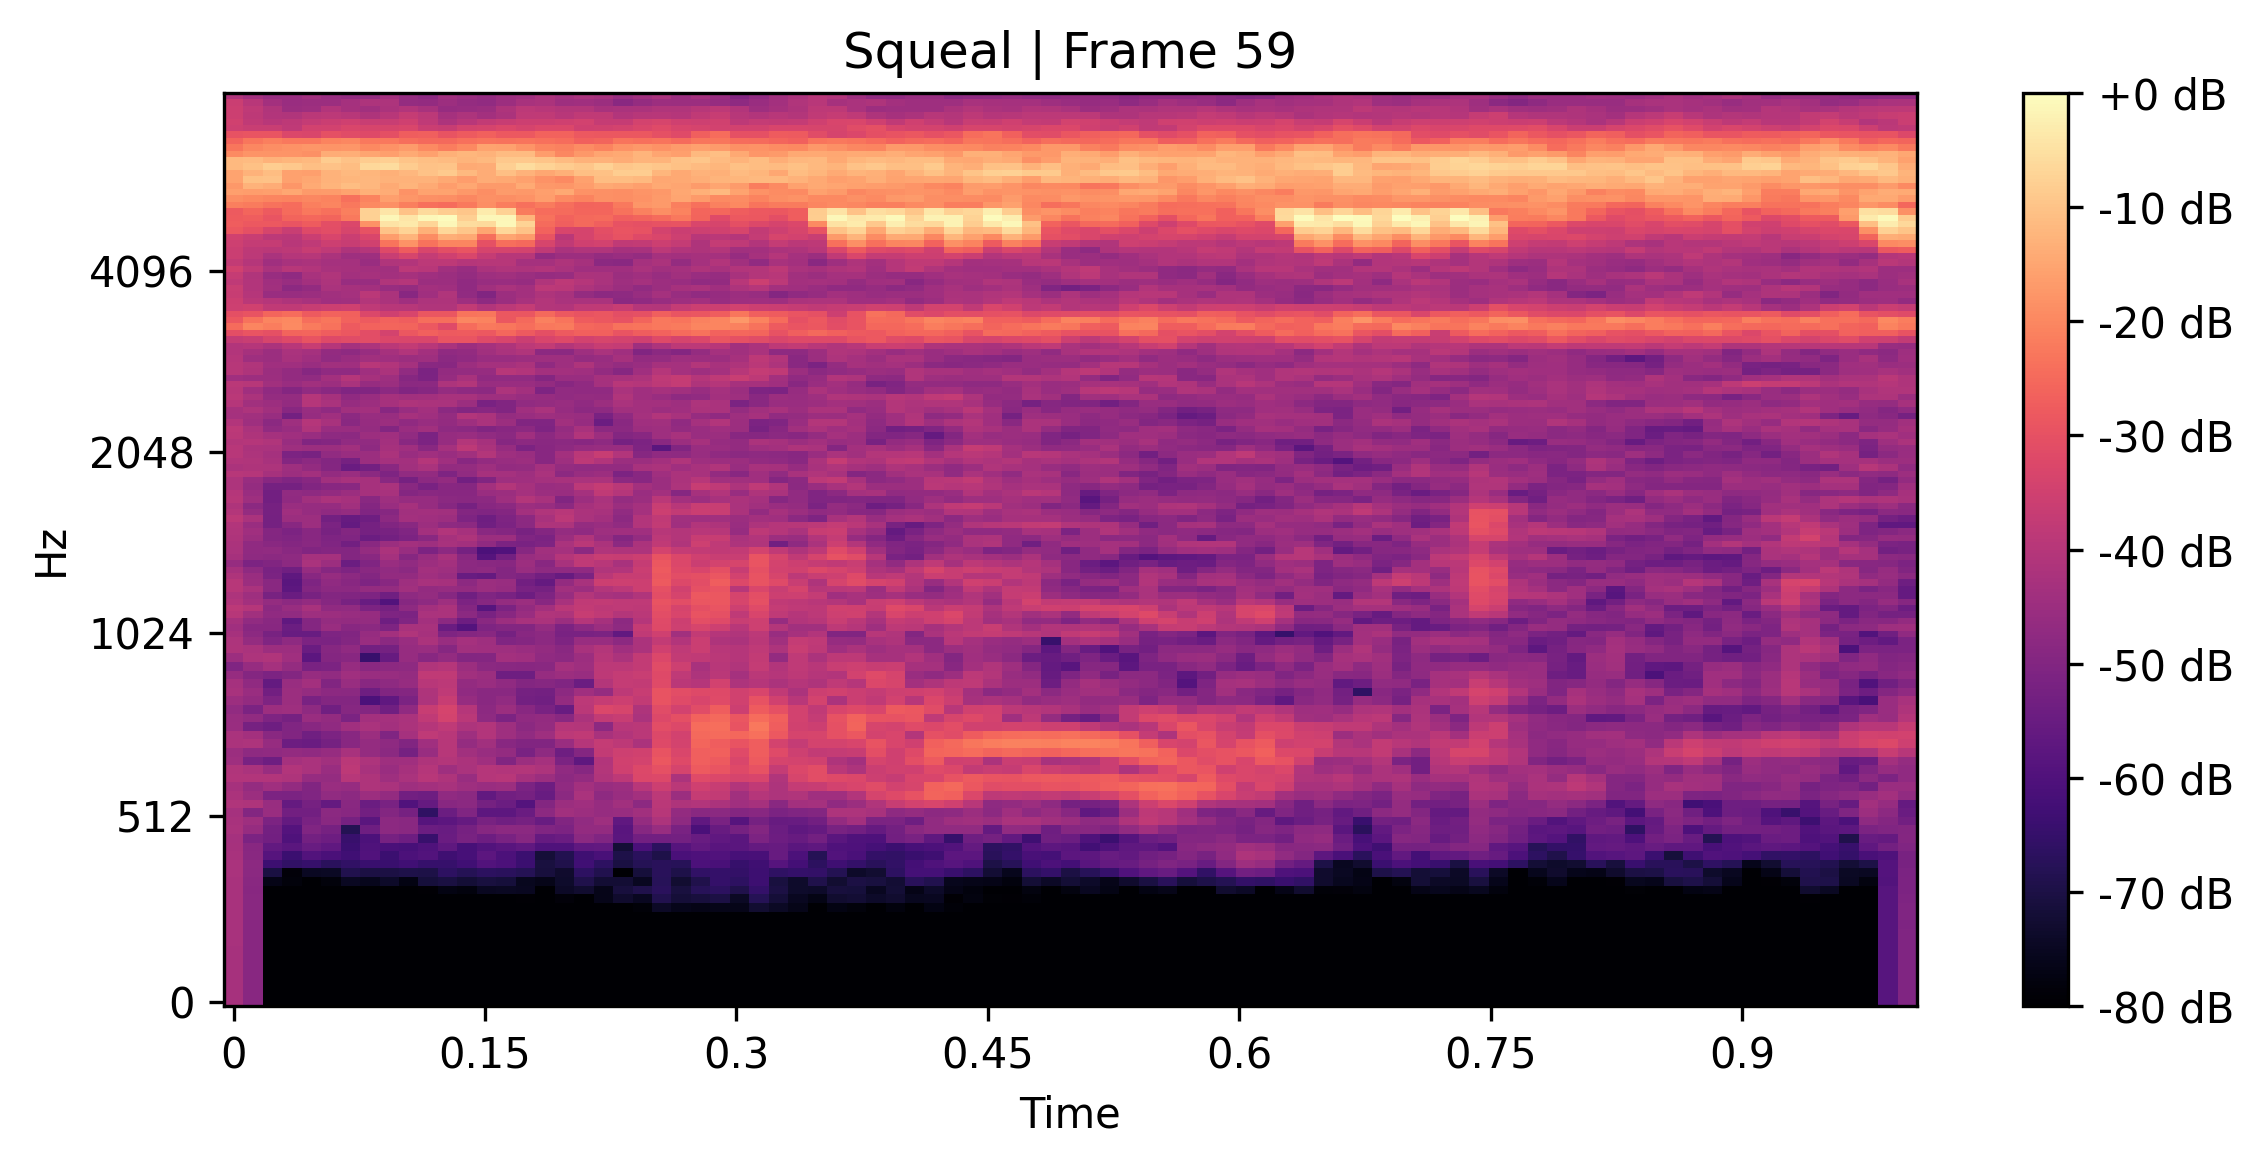 Squeal | Frame 59
+0 dB
-10 dB
-20 dB
-30 dB
-40 dB
-50 dB
-60 dB
-70 dB
-80 dB
4096
2048
1024
512
0
Hz
0 0.15 0.3 0.45 0.6 0.75 0.9
Time